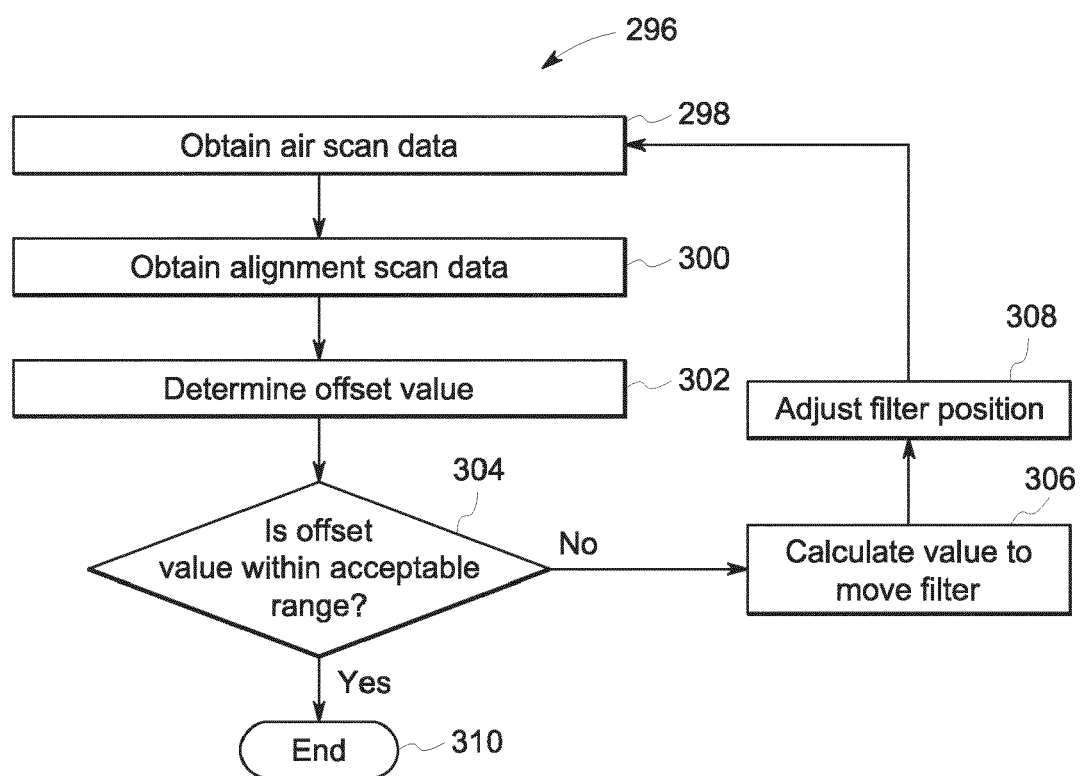 296
298
Obtain air scan data
Obtain alignment scan data
300
308
Determine offset value
302
Adjust filter position
304
306
Is offset
value within acceptable
range?
No
Calculate value to
move filter
Yes
End
310